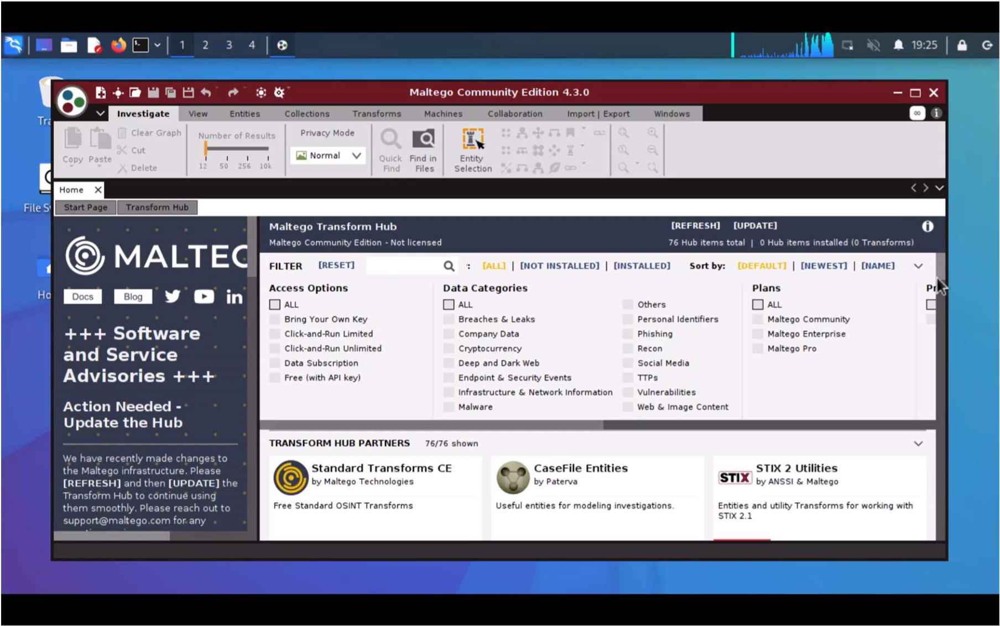 1 2 3 4
19:25
Maltego Community Edition 4.3.0
Investigate View Entities Collections Transforms Machines Collaboration Import | Export Windows
Copy Paste
Clear Graph
Cut
Delete
Number of Results
12 50 256 10k
Privacy Mode
Normal
Quick Find
Find in Files
Entity Selection
Home
Start Page Transform Hub
File S
Ho
MALTEG
Docs Blog
+++ Software
and Service
Advisories +++
Action Needed -
Update the Hub
We have recently made changes to
the Maltego infrastructure. Please
[REFRESH] and then [UPDATE] the
Transform Hub to continue using
them smoothly. Please reach out to
support@maltego.com for any
Maltego Transform Hub
[REFRESH] [UPDATE]
Maltego Community Edition - Not licensed
76 Hub items total | 0 Hub items installed (0 Transforms)
FILTER [RESET] : [ALL] | [NOT INSTALLED] | [INSTALLED] Sort by: [DEFAULT] | [NEWEST] | [NAME]
Access Options
ALL
Bring Your Own Key
Click-and-Run Limited
Click-and-Run Unlimited
Data Subscription
Free (with API key)
Data Categories
ALL
Breaches & Leaks
Company Data
Cryptocurrency
Deep and Dark Web
Endpoint & Security Events
Infrastructure & Network Information
Malware
Others
Personal Identifiers
Phishing
Recon
Social Media
TTPs
Vulnerabilities
Web & Image Content
Plans
ALL
Maltego Community
Maltego Enterprise
Maltego Pro
TRANSFORM HUB PARTNERS 76/76 shown
Standard Transforms CE
by Maltego Technologies
Free Standard OSINT Transforms
CaseFile Entities
by Paterva
Useful entities for modeling investigations.
STIX
STIX 2 Utilities
by ANSSI & Maltego
Entities and utility Transforms for working with
STIX 2.1